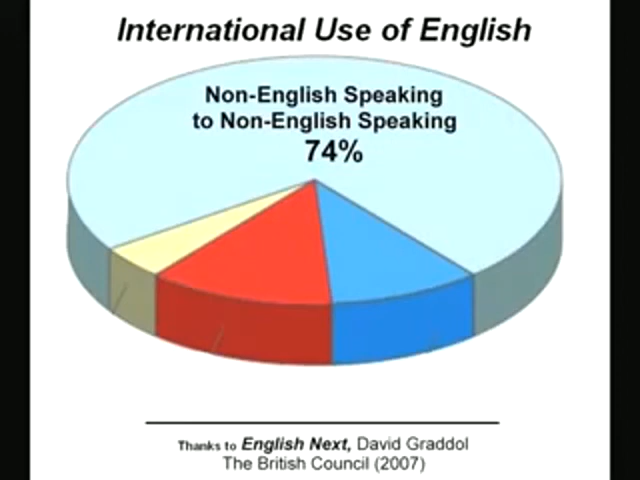 International Use of English
Non-English Speaking
to Non-English Speaking
74%
Thanks to English Next, David Graddol
The British Council (2007)